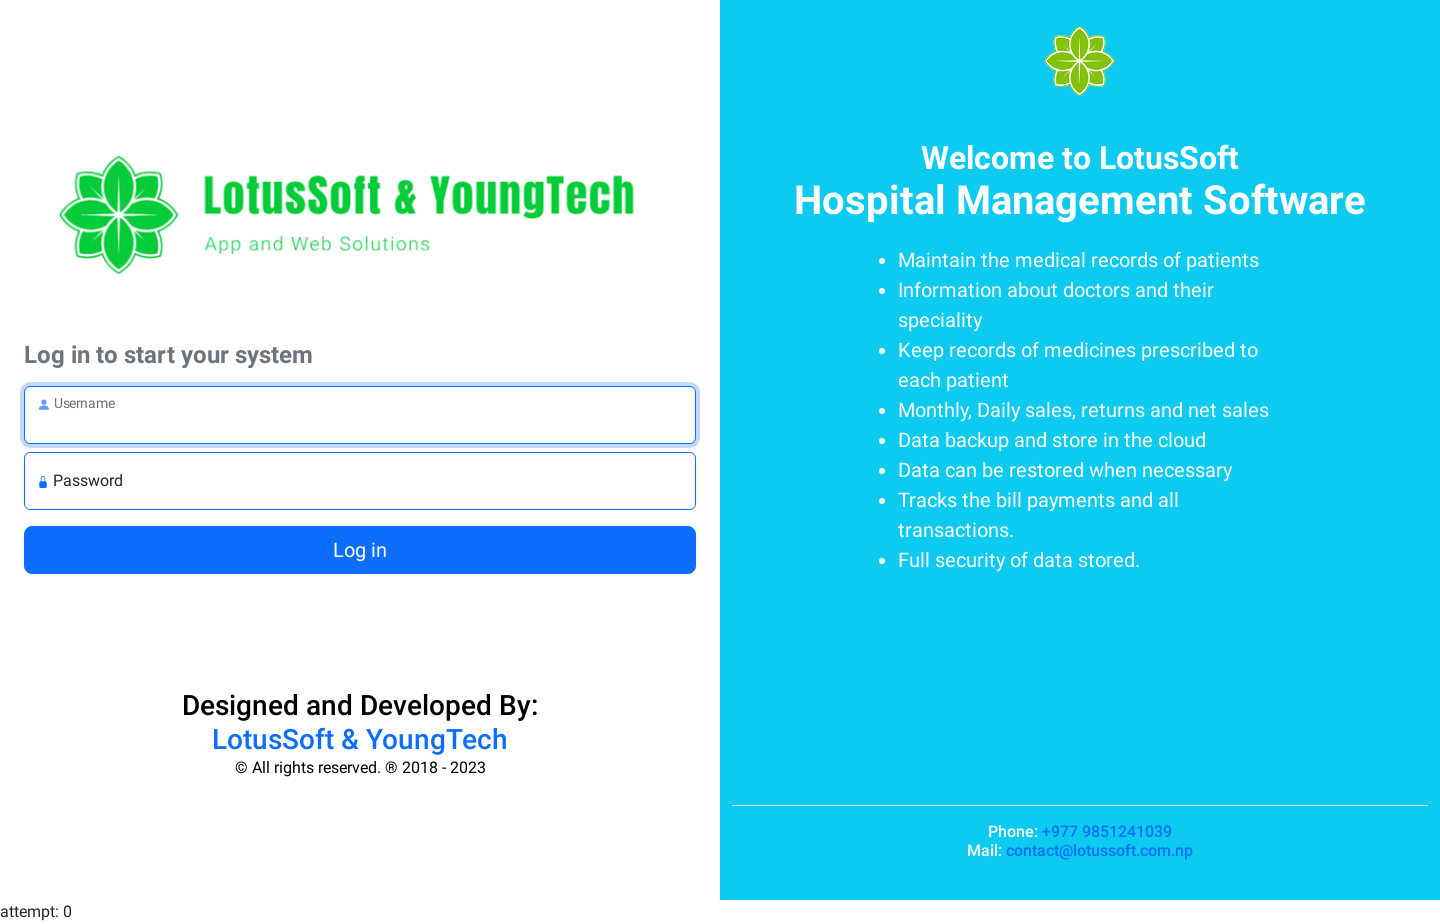 LotusSoft & YoungTech
App and Web Solutions
Log in to start your system
Username
Password
Log in
Designed and Developed By:
LotusSoft & YoungTech
© All rights reserved. ® 2018 - 2023
attempt: 0
Welcome to LotusSoft
Hospital Management Software
Maintain the medical records of patients
Information about doctors and their
speciality
Keep records of medicines prescribed to
each patient
Monthly, Daily sales, returns and net sales
Data backup and store in the cloud
Data can be restored when necessary
Tracks the bill payments and all
transactions.
Full security of data stored.
Phone: +977 9851241039
Mail: contact@lotussoft.com.np